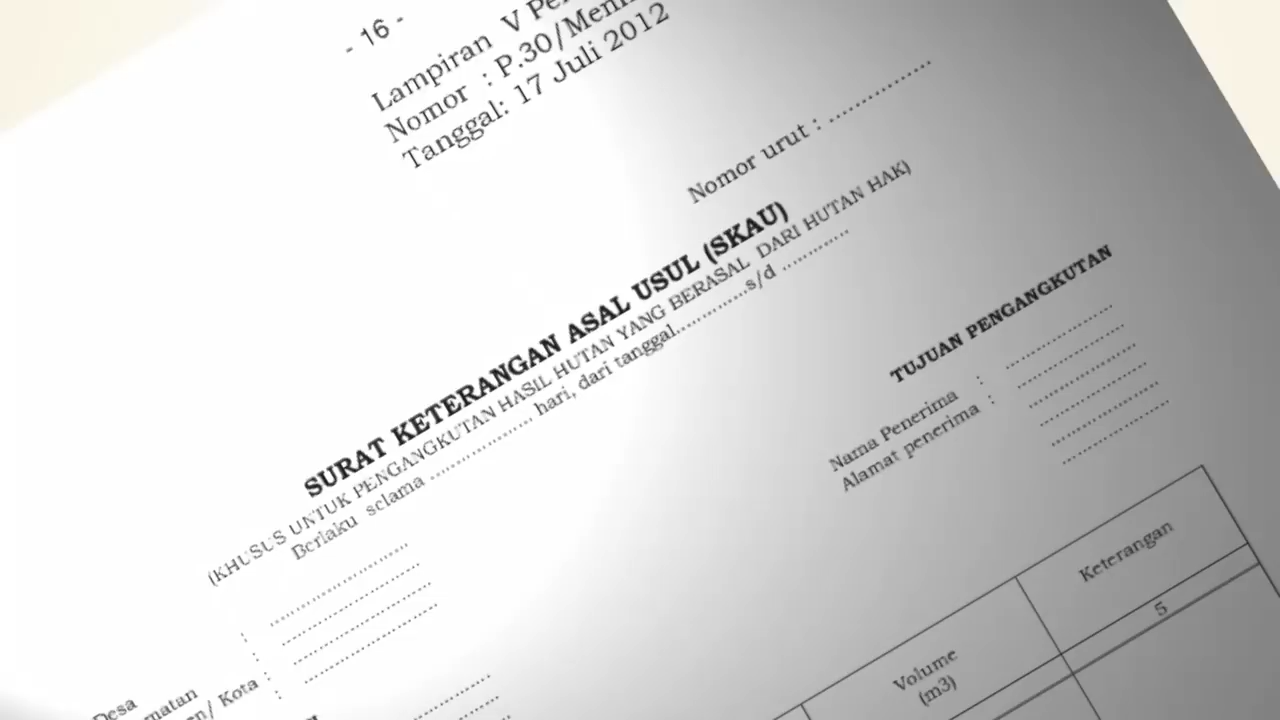 - 16 -
Lampiran V
Nomor : P.30/
Tanggal: 17 Juli 2012
Nomor urut : ....................
SURAT KETERANGAN ASAL USUL (SKAU)
(KHUSUS UNTUK PENGANGKUTAN HASIL HUTAN YANG BERASAL DARI HUTAN HAK)
Berlaku selama .................... hari, dari tanggal..............s/d .............
TUJUAN PENGANGKUTAN
Nama Penerima :
Alamat penerima :
Desa
Kota :
Volume
(m3)
Keterangan
5